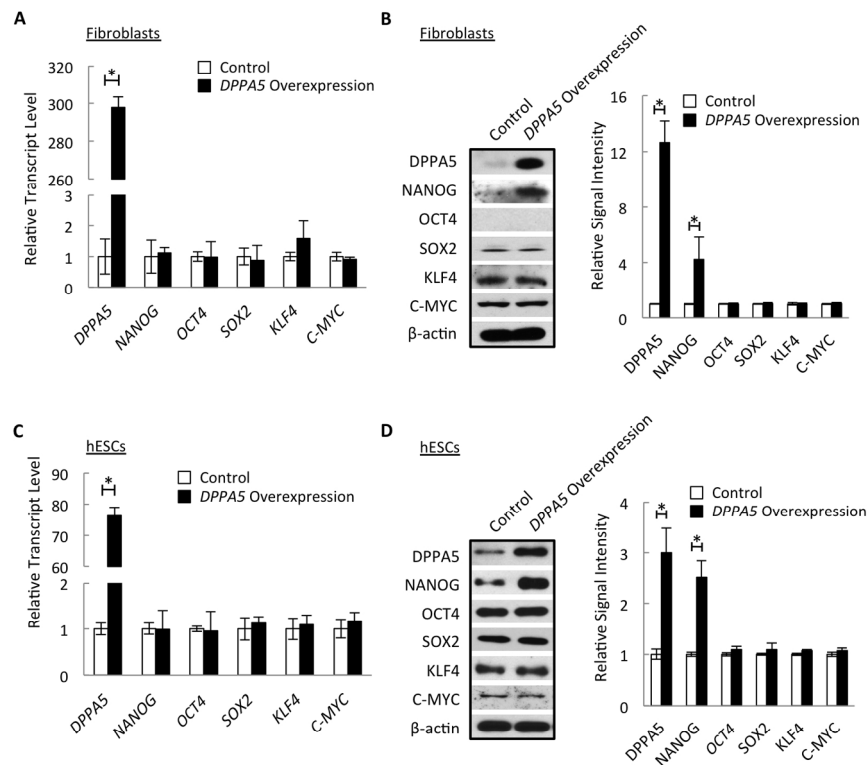 A
Fibroblasts
Control
DPPA5 Overexpression
*
Relative Transcript Level
320
300
280
260
3
2
1
0
DPPA5
NANOG
OCT4
SOX2
KLF4
C-MYC
B
Fibroblasts
Control
DPPA5 Overexpression
DPPA5
NANOG
OCT4
SOX2
KLF4
C-MYC
β-actin
Control
DPPA5 Overexpression
*
*
Relative Signal Intensity
16
12
8
4
0
DPPA5
NANOG
OCT4
SOX2
KLF4
C-MYC
C
hESCs
Control
DPPA5 Overexpression
*
Relative Transcript Level
90
80
70
60
2
1
0
DPPA5
NANOG
OCT4
SOX2
KLF4
C-MYC
D
hESCs
Control
DPPA5 Overexpression
DPPA5
NANOG
OCT4
SOX2
KLF4
C-MYC
β-actin
Control
DPPA5 Overexpression
*
*
Relative Signal Intensity
4
3
2
1
0
DPPA5
NANOG
OCT4
SOX2
KLF4
C-MYC